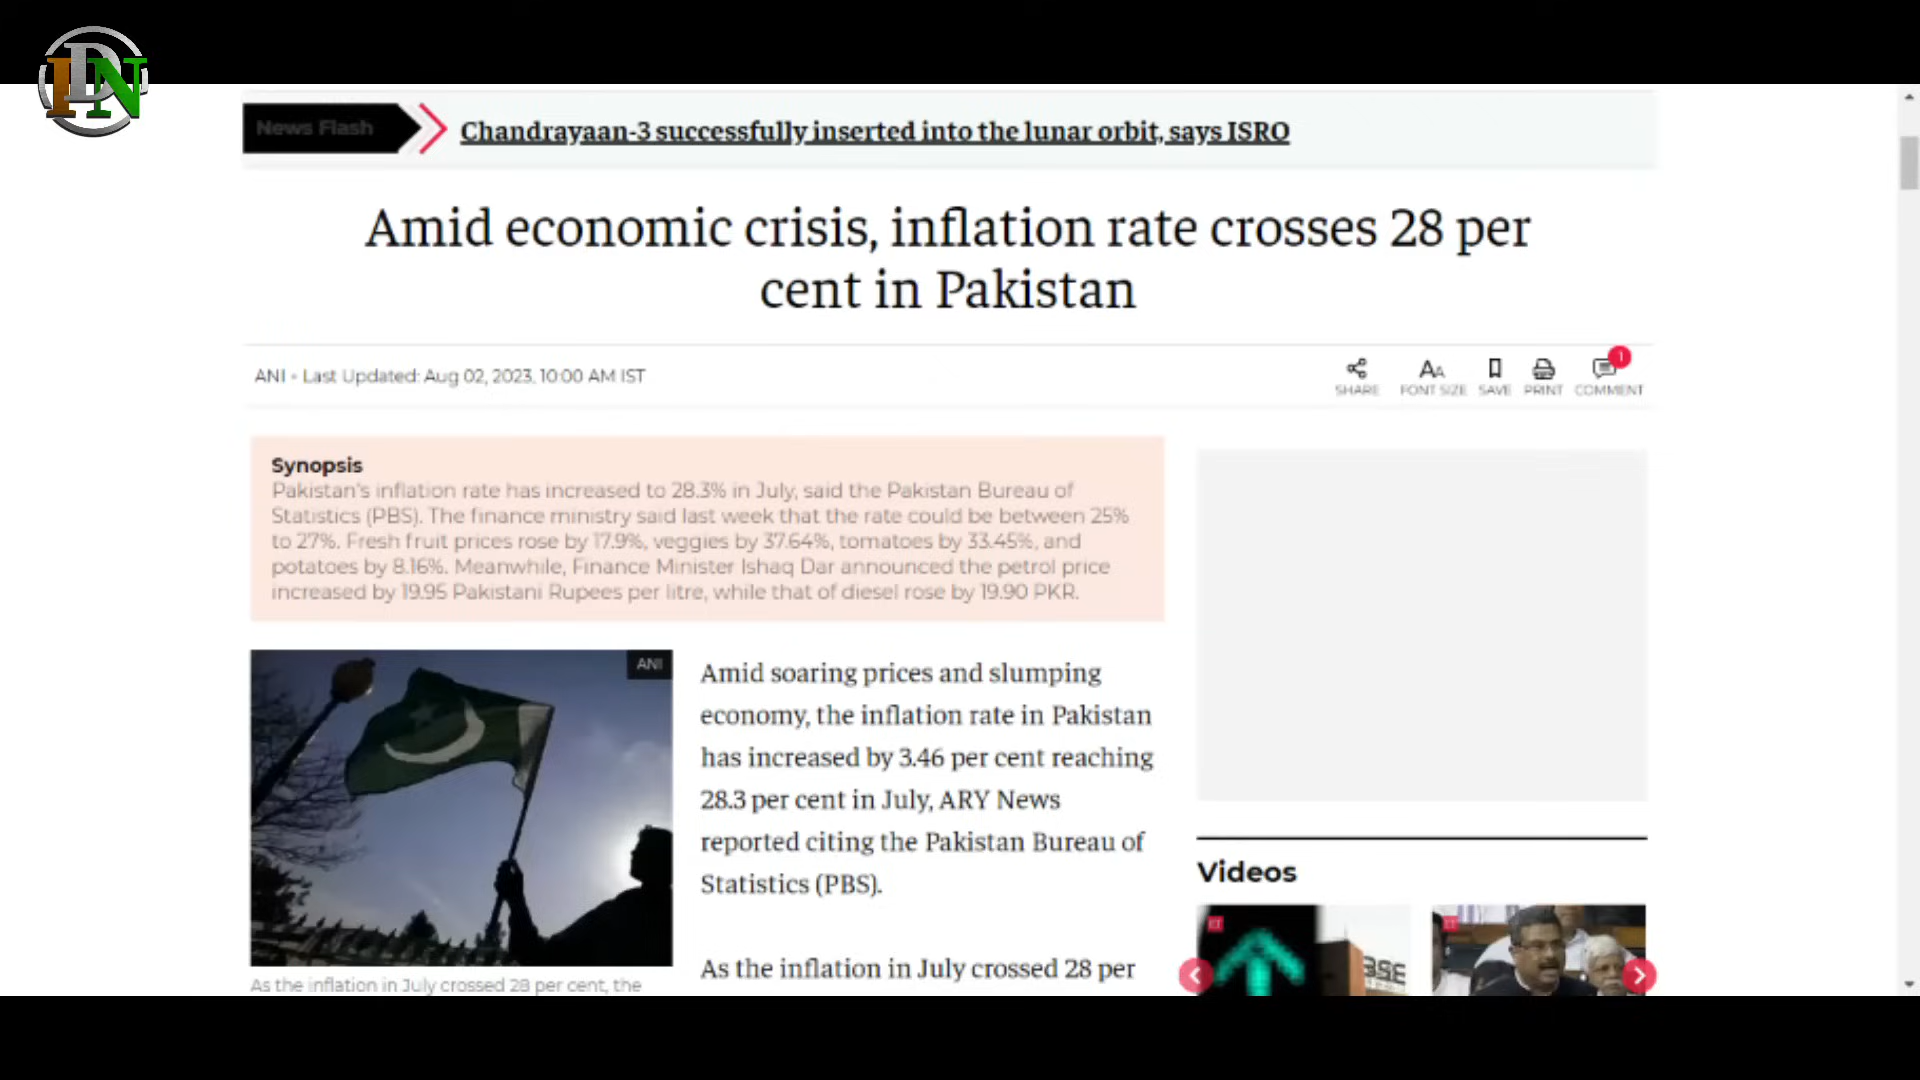 IDN
News Flash
Chandrayaan-3 successfully inserted into the lunar orbit, says ISRO
Amid economic crisis, inflation rate crosses 28 per
cent in Pakistan
ANI • Last Updated: Aug 02, 2023, 10:00 AM IST
SHARE
FONT SIZE
SAVE
PRINT
1
COMMENT
Synopsis
Pakistan's inflation rate has increased to 28.3% in July, said the Pakistan Bureau of
Statistics (PBS). The finance ministry said last week that the rate could be between 25%
to 27%. Fresh fruit prices rose by 17.9%, veggies by 37.64%, tomatoes by 33.45%, and
potatoes by 8.16%. Meanwhile, Finance Minister Ishaq Dar announced the petrol price
increased by 19.95 Pakistani Rupees per litre, while that of diesel rose by 19.90 PKR.
ANI
As the inflation in July crossed 28 per cent, the
Amid soaring prices and slumping
economy, the inflation rate in Pakistan
has increased by 3.46 per cent reaching
28.3 per cent in July, ARY News
reported citing the Pakistan Bureau of
Statistics (PBS).
As the inflation in July crossed 28 per
Videos
ET
BSE
ET